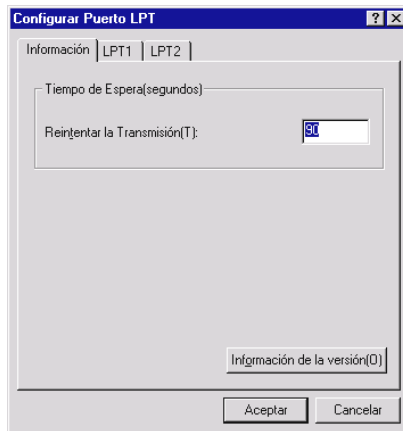 Configurar Puerto LPT
Información LPT1 LPT2
Tiempo de Espera(segundos)
Reintentar la Transmisión(T): 90
Información de la versión(O)
Aceptar Cancelar